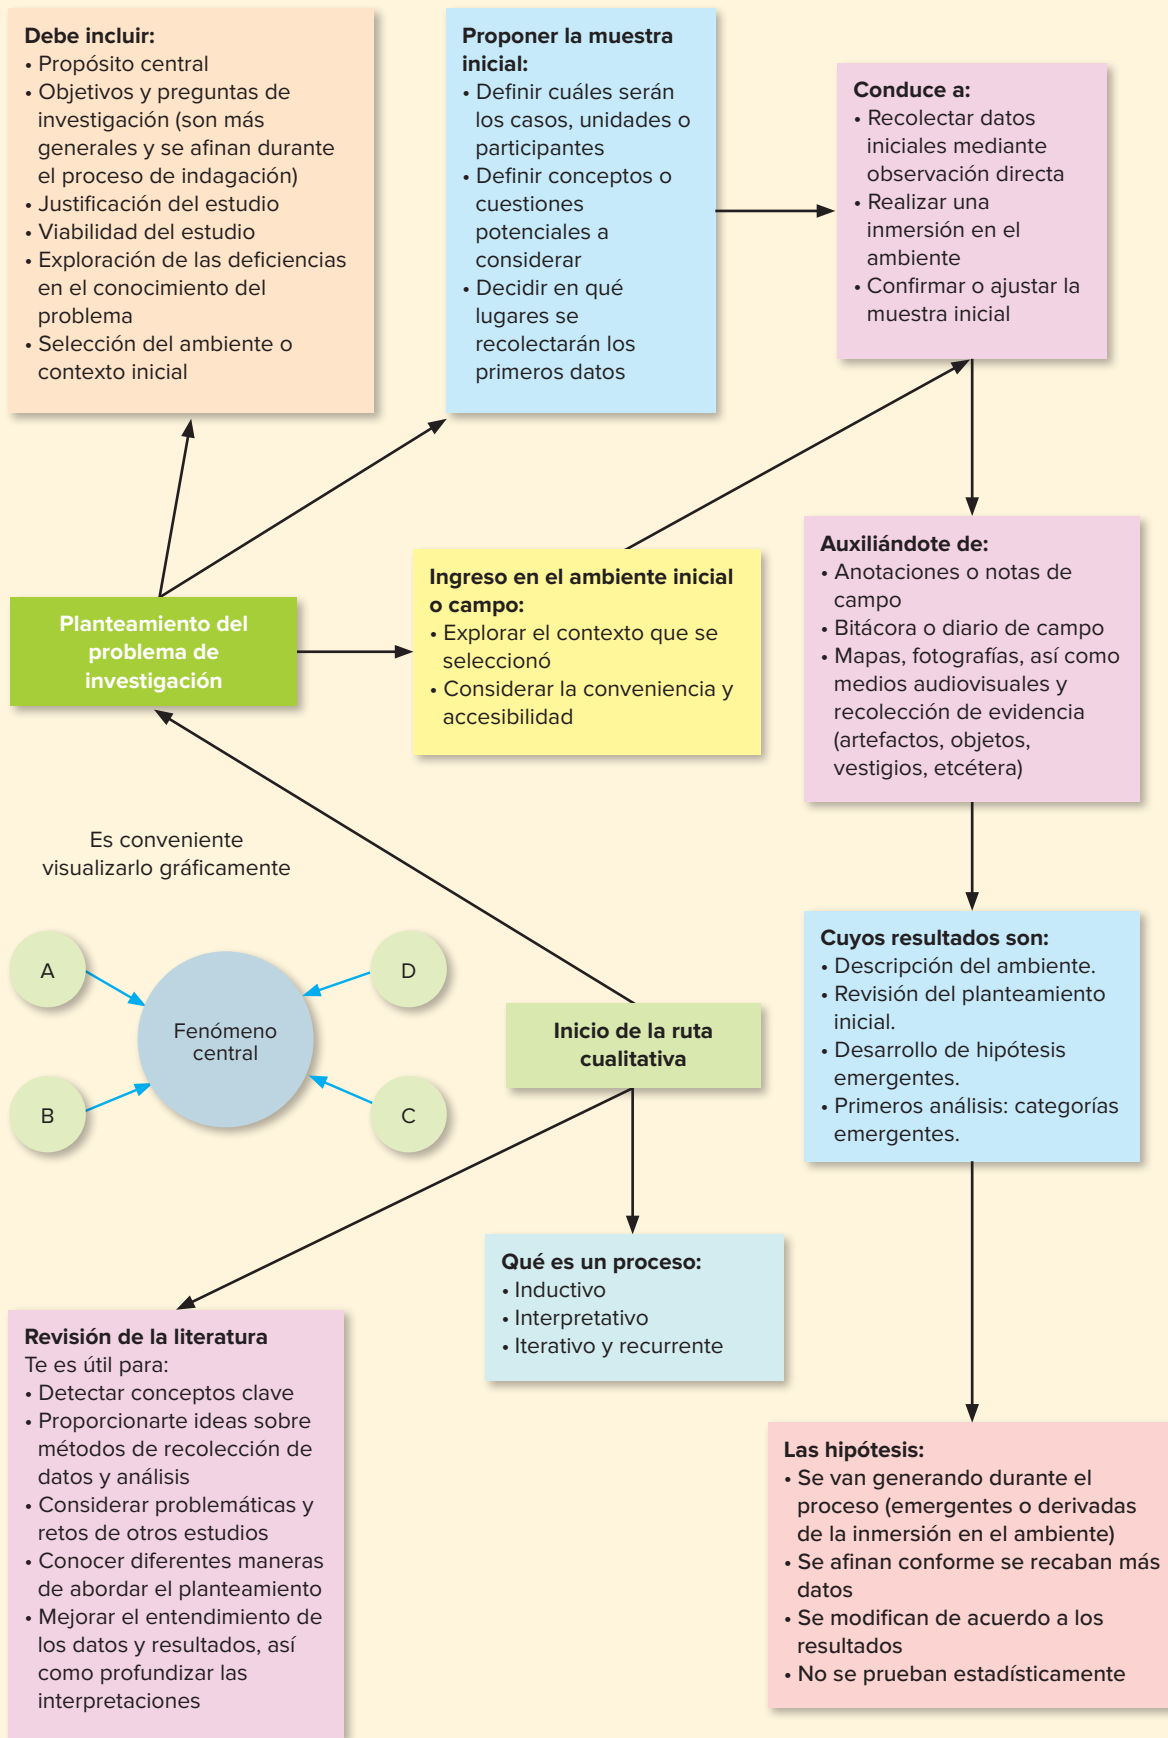 Debe incluir:
• Propósito central
• Objetivos y preguntas de
investigación (son más
generales y se afinan durante
el proceso de indagación)
• Justificación del estudio
• Viabilidad del estudio
• Exploración de las deficiencias
en el conocimiento del
problema
• Selección del ambiente o
contexto inicial
Proponer la muestra
inicial:
• Definir cuáles serán
los casos, unidades o
participantes
• Definir conceptos o
cuestiones
potenciales a
considerar
• Decidir en qué
lugares se
recolectarán los
primeros datos
Conduce a:
• Recolectar datos
iniciales mediante
observación directa
• Realizar una
inmersión en el
ambiente
• Confirmar o ajustar la
muestra inicial
Planteamiento del
problema de
investigación
Ingreso en el ambiente inicial
o campo:
• Explorar el contexto que se
seleccionó
• Considerar la conveniencia y
accesibilidad
Auxiliándote de:
• Anotaciones o notas de
campo
• Bitácora o diario de campo
• Mapas, fotografías, así como
medios audiovisuales y
recolección de evidencia
(artefactos, objetos,
vestigios, etcétera)
Es conveniente
visualizarlo gráficamente
A
D
Fenómeno
central
B
C
Inicio de la ruta
cualitativa
Cuyos resultados son:
• Descripción del ambiente.
• Revisión del planteamiento
inicial.
• Desarrollo de hipótesis
emergentes.
• Primeros análisis: categorías
emergentes.
Qué es un proceso:
• Inductivo
• Interpretativo
• Iterativo y recurrente
Revisión de la literatura
Te es útil para:
• Detectar conceptos clave
• Proporcionarte ideas sobre
métodos de recolección de
datos y análisis
• Considerar problemáticas y
retos de otros estudios
• Conocer diferentes maneras
de abordar el planteamiento
• Mejorar el entendimiento de
los datos y resultados, así
como profundizar las
interpretaciones
Las hipótesis:
• Se van generando durante el
proceso (emergentes o derivadas
de la inmersión en el ambiente)
• Se afinan conforme se recaban más
datos
• Se modifican de acuerdo a los
resultados
• No se prueban estadísticamente